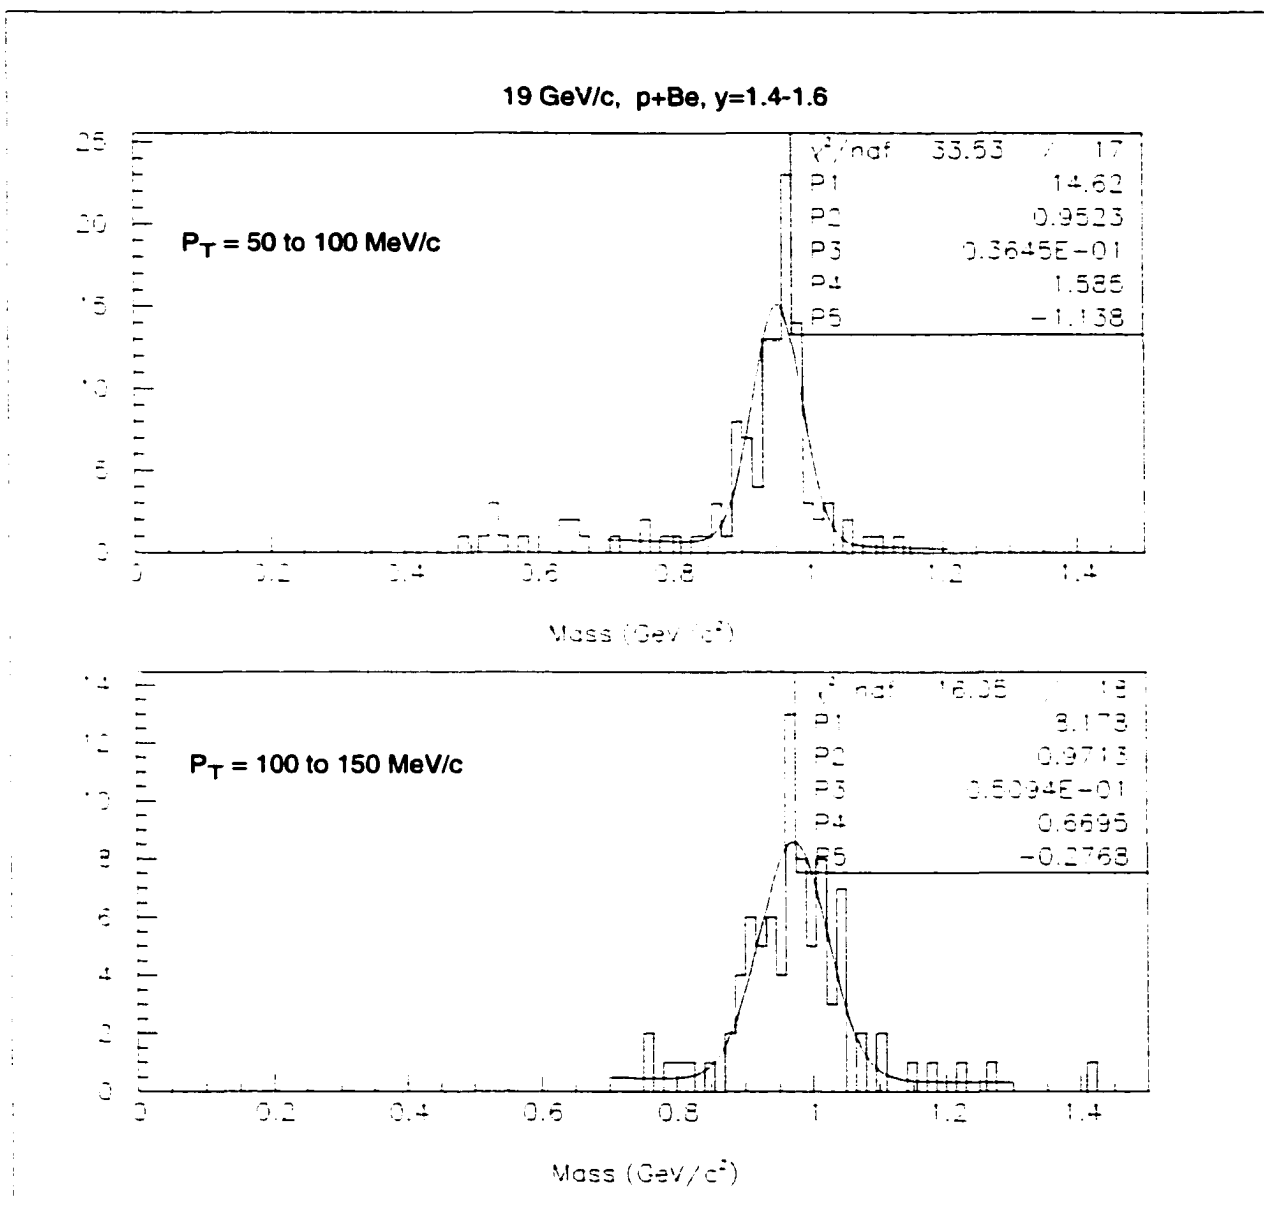 19 GeV/c, p+Be, y=1.4-1.6
25
20
15
10
5
0
P_T = 50 to 100 MeV/c
χ²/ndf 33.53 / 17
P1 14.62
P2 0.9523
P3 0.3645E-01
P4 1.585
P5 -1.138
0 0.2 0.4 0.6 0.8 1 1.2 1.4
Mass (GeV/c²)
14
12
10
8
6
4
2
0
P_T = 100 to 150 MeV/c
χ²/ndf 16.05 / 18
P1 8.178
P2 0.9713
P3 0.5094E-01
P4 0.6695
P5 -0.2768
0 0.2 0.4 0.6 0.8 1 1.2 1.4
Mass (GeV/c²)